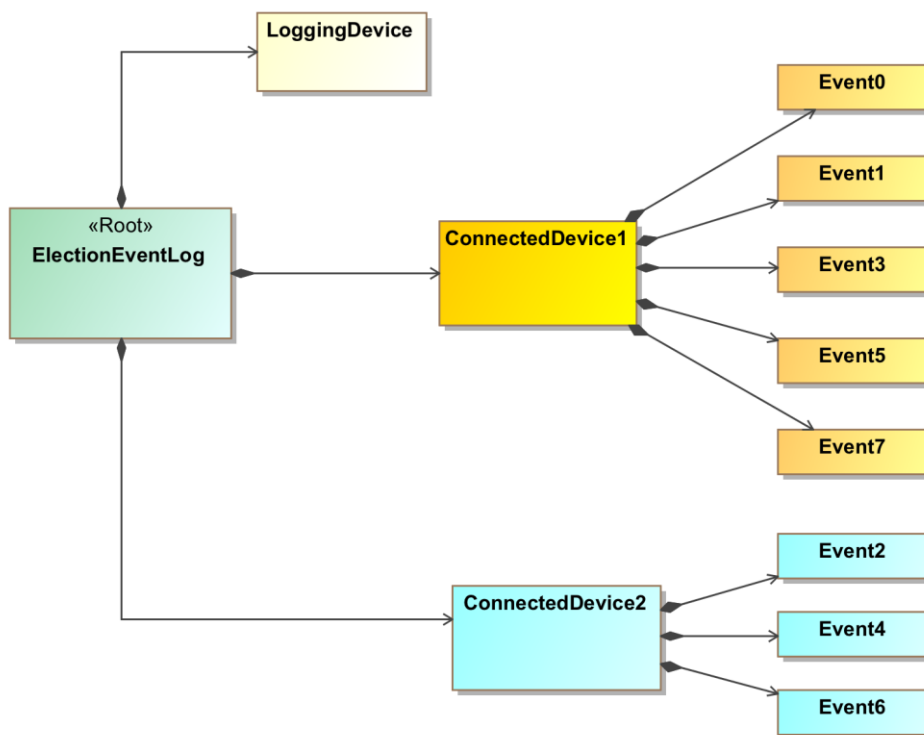 LoggingDevice
«Root»
ElectionEventLog
ConnectedDevice1
Event0
Event1
Event3
Event5
Event7
ConnectedDevice2
Event2
Event4
Event6